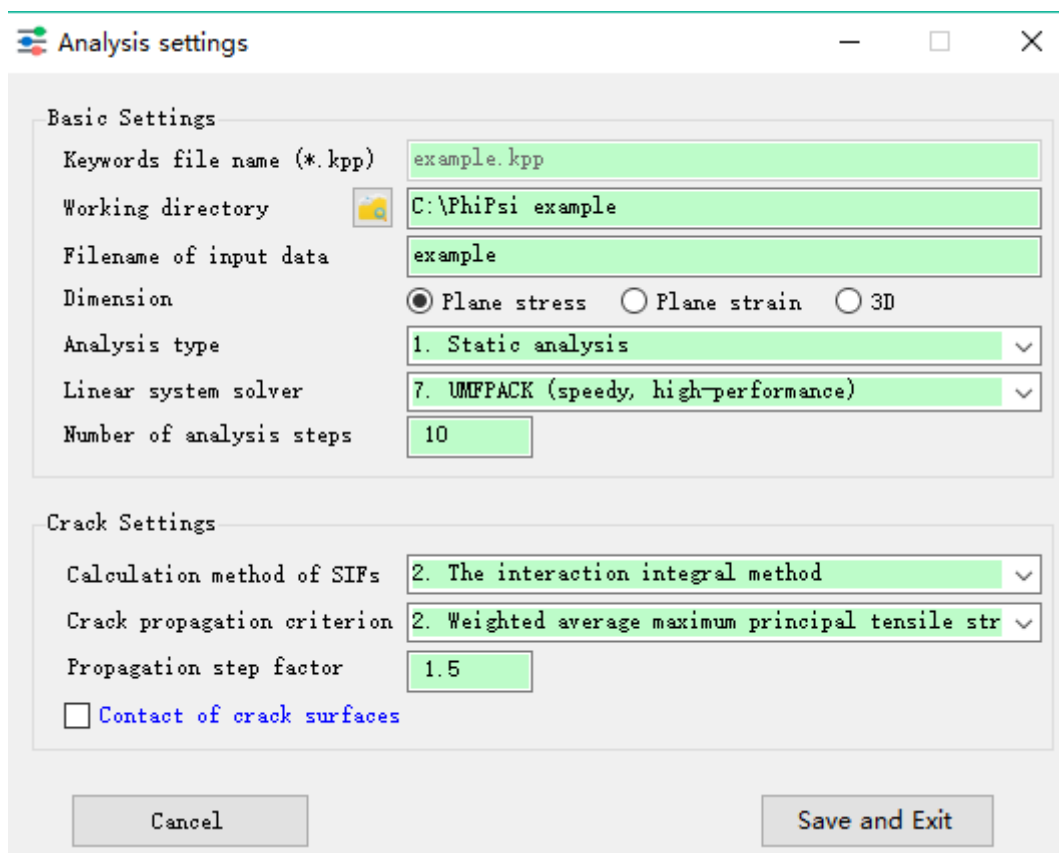 Analysis settings
Basic Settings
Keywords file name (*.kpp) example.kpp
Working directory C:\PhiPsi example
Filename of input data example
Dimension Plane stress Plane strain 3D
Analysis type 1. Static analysis
Linear system solver 7. UMFPACK (speedy, high-performance)
Number of analysis steps 10
Crack Settings
Calculation method of SIFs 2. The interaction integral method
Crack propagation criterion 2. Weighted average maximum principal tensile str
Propagation step factor 1.5
Contact of crack surfaces
Cancel Save and Exit